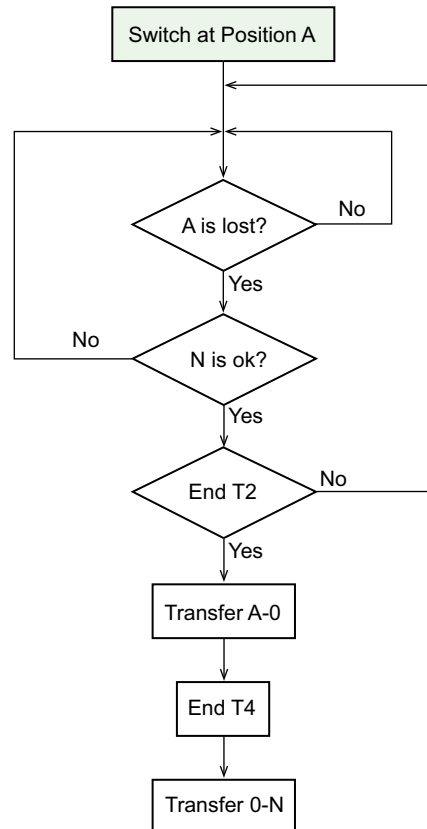 Switch at Position A
A is lost?
No
Yes
No
N is ok?
Yes
End T2
No
Yes
Transfer A-0
End T4
Transfer 0-N